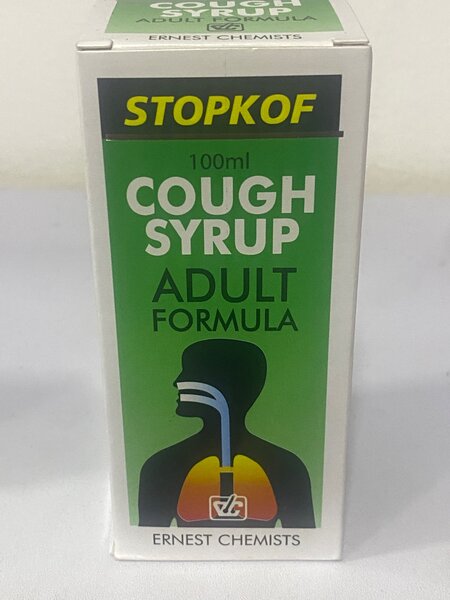 COUGH
SYRUP
ADULT FORMULA
ERNEST CHEMISTS
STOPKOF
100ml
COUGH
SYRUP
ADULT
FORMULA
ERNEST CHEMISTS